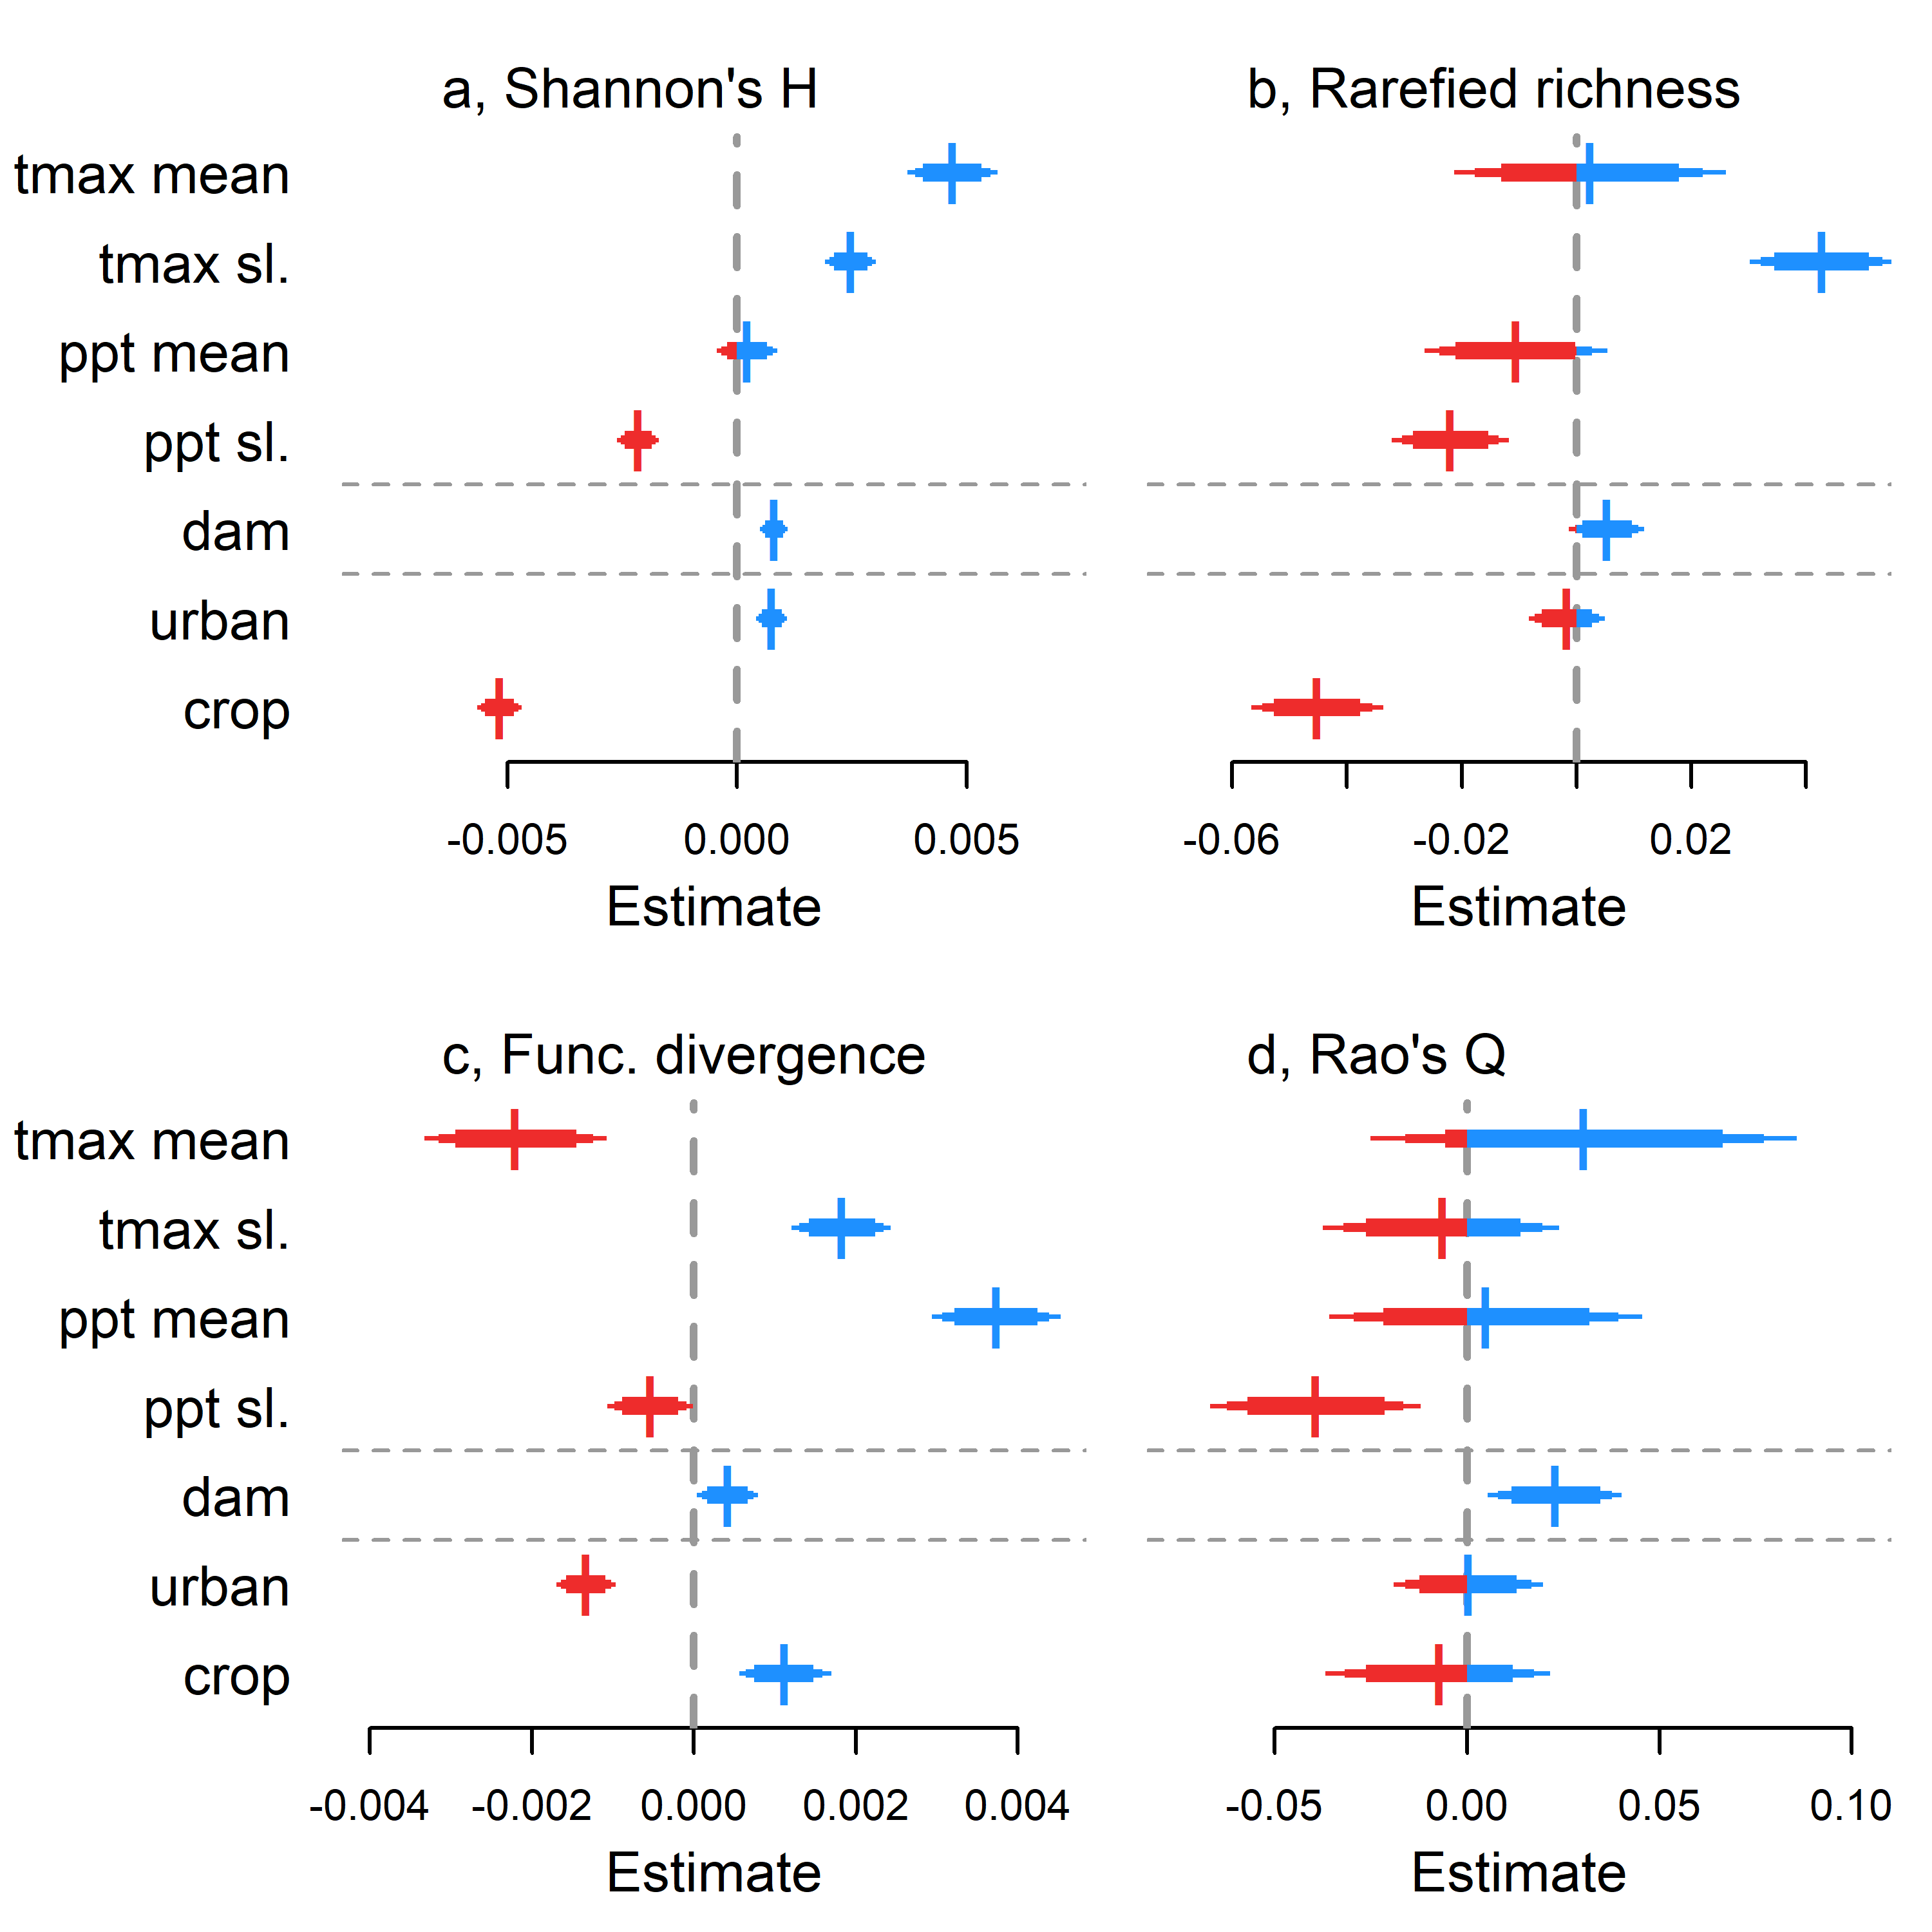 a, Shannon's H
b, Rarefied richness
tmax mean
tmax sl.
ppt mean
ppt sl.
dam
urban
crop
-0.005 0.000 0.005
-0.06 -0.02 0.02
Estimate
Estimate
c, Func. divergence
d, Rao's Q
tmax mean
tmax sl.
ppt mean
ppt sl.
dam
urban
crop
-0.004 -0.002 0.000 0.002 0.004
-0.05 0.00 0.05 0.10
Estimate
Estimate